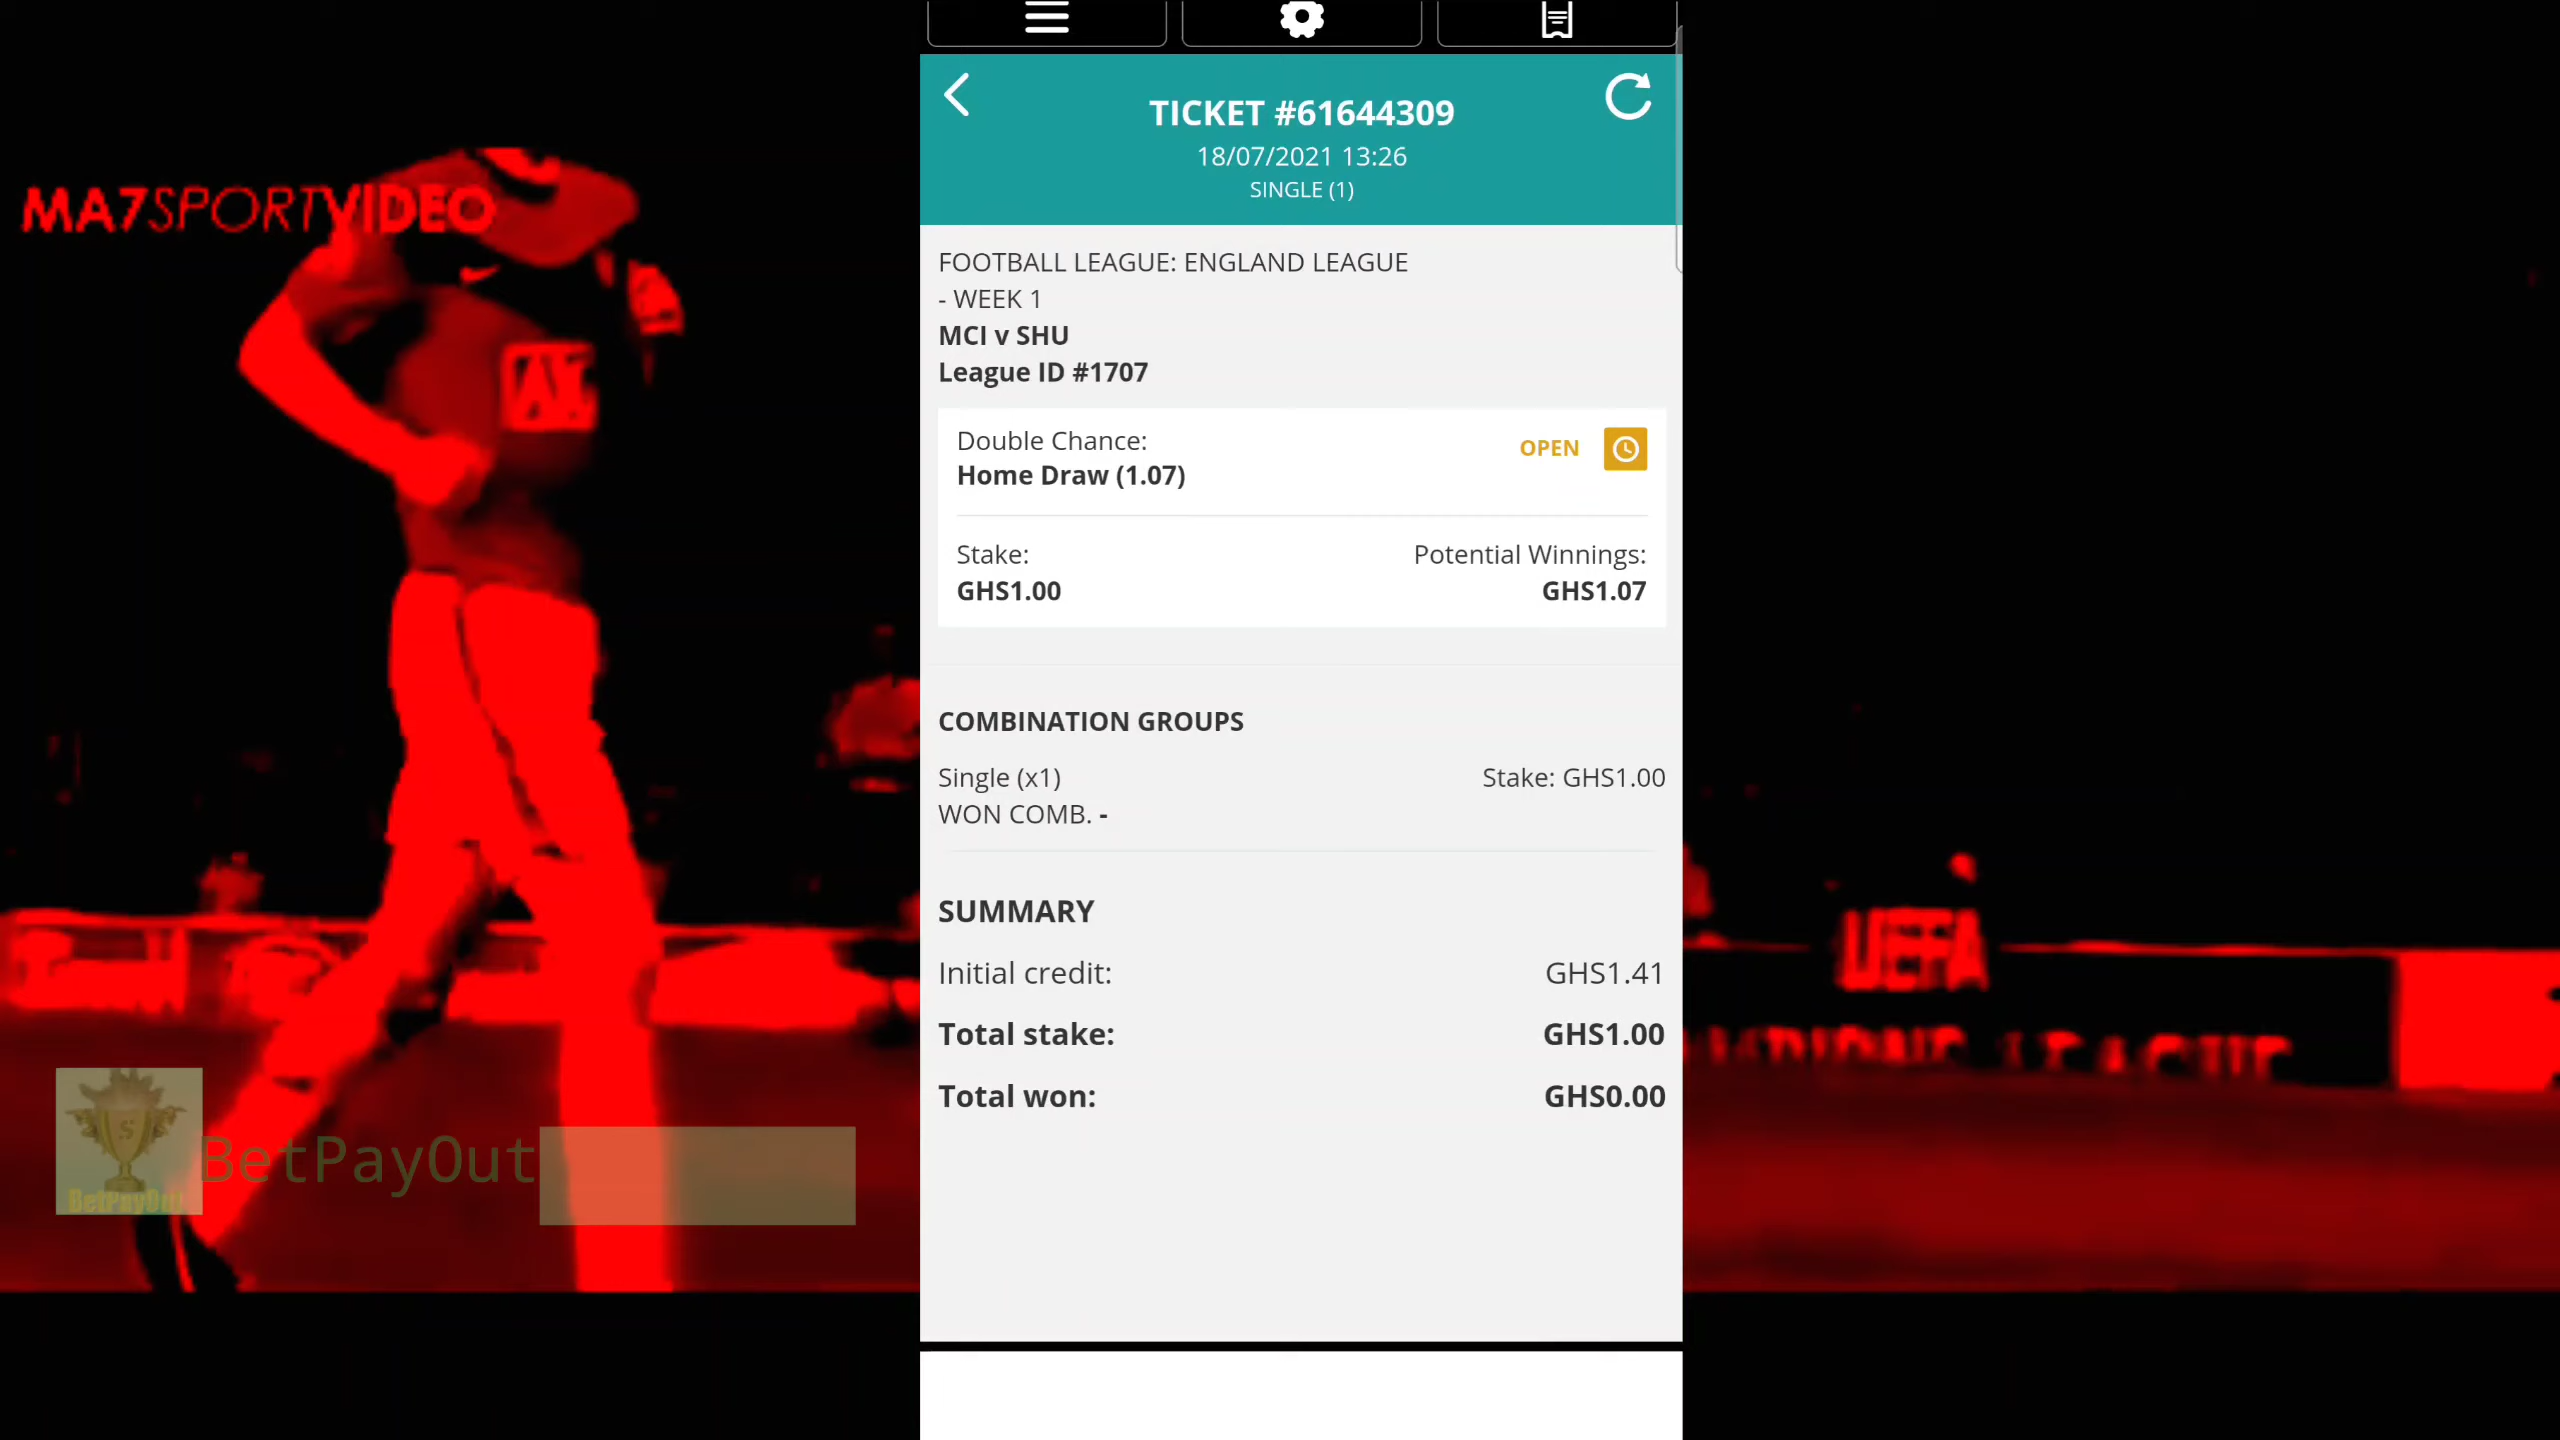 MA7SPORTVIDEO
TICKET #61644309
18/07/2021 13:26
SINGLE (1)
FOOTBALL LEAGUE: ENGLAND LEAGUE
- WEEK 1
MCI v SHU
League ID #1707
Double Chance:
OPEN
Home Draw (1.07)
Stake:
Potential Winnings:
GHS1.00
GHS1.07
COMBINATION GROUPS
Single (x1)
Stake: GHS1.00
WON COMB. -
SUMMARY
Initial credit:
GHS1.41
Total stake:
GHS1.00
Total won:
GHS0.00
UEFA
LEAGUE
BetPayOut
BetPayOut